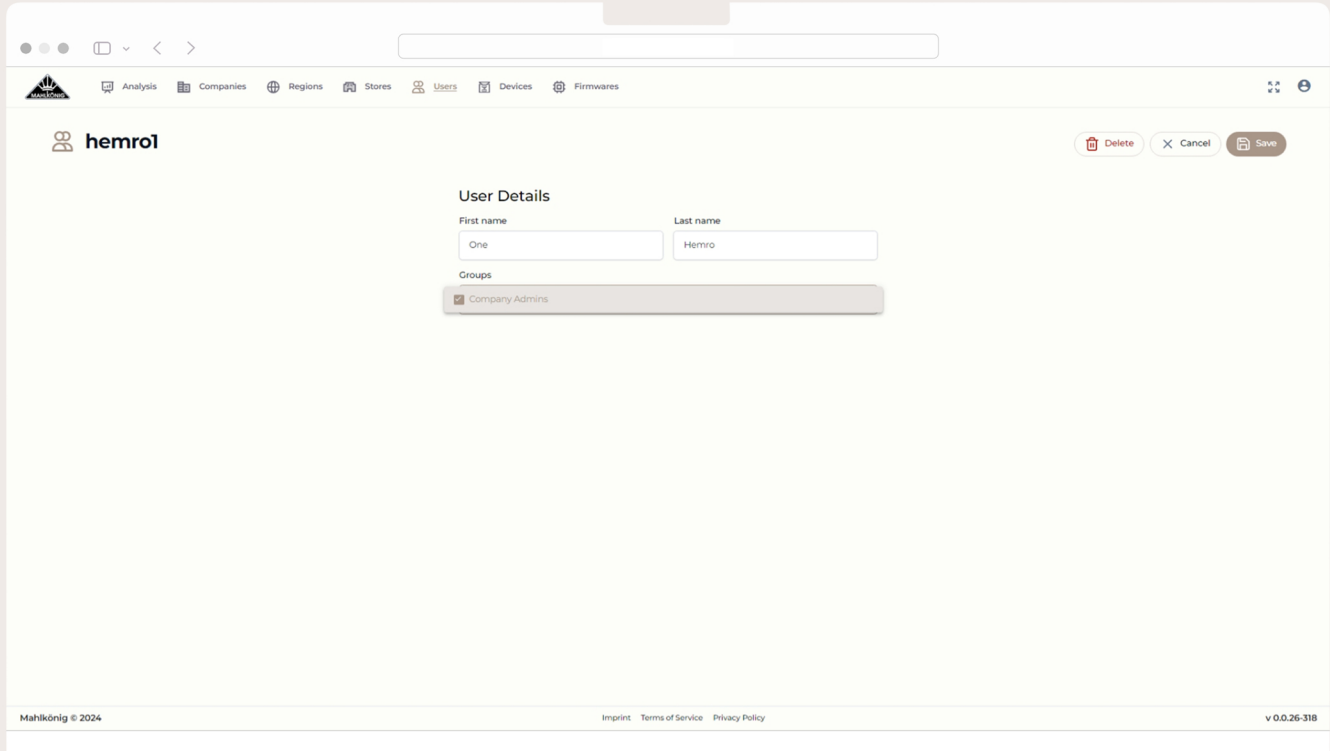 MAHLKÖNIG
Analysis
Companies
Regions
Stores
Users
Devices
Firmwares
hemro1
Delete
Cancel
Save
User Details
First name
Last name
One
Hemro
Groups
Company Admins
Mahlkönig © 2024
Imprint
Terms of Service
Privacy Policy
v 0.0.26-318